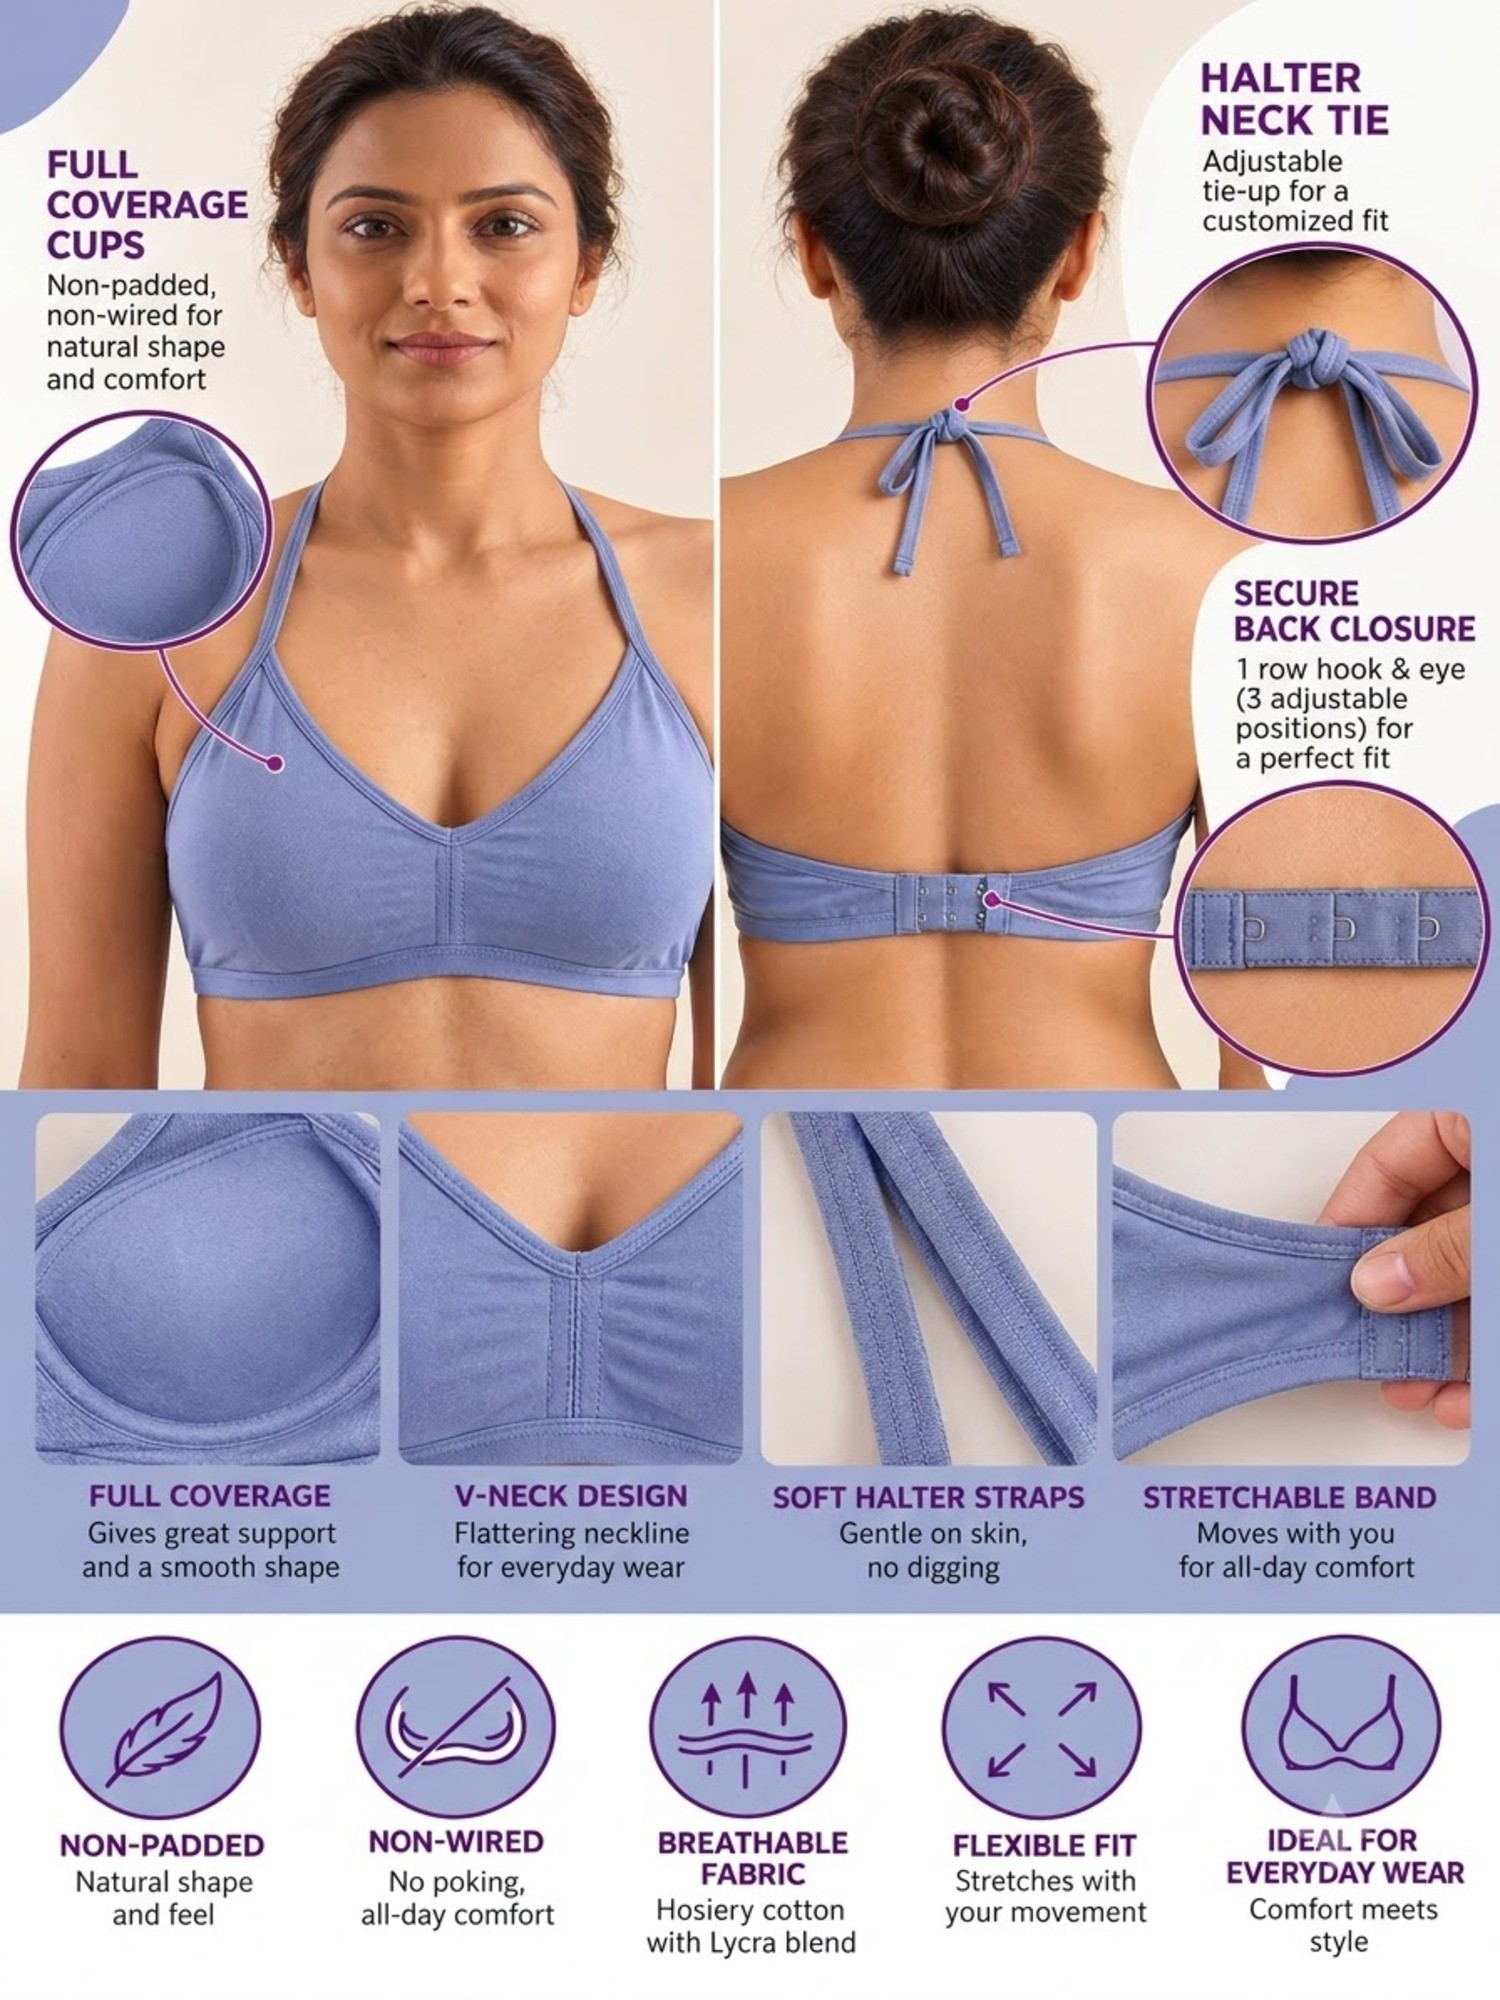 FULL
COVERAGE
CUPS
Non-padded,
non-wired for
natural shape
and comfort
HALTER
NECK TIE
Adjustable
tie-up for a
customized fit
SECURE
BACK CLOSURE
1 row hook & eye
(3 adjustable
positions) for
a perfect fit
FULL COVERAGE
Gives great support
and a smooth shape
V-NECK DESIGN
Flattering neckline
for everyday wear
SOFT HALTER STRAPS
Gentle on skin,
no digging
STRETCHABLE BAND
Moves with you
for all-day comfort
NON-PADDED
Natural shape
and feel
NON-WIRED
No poking,
all-day comfort
BREATHABLE
FABRIC
Hosiery cotton
with Lycra blend
FLEXIBLE FIT
Stretches with
your movement
IDEAL FOR
EVERYDAY WEAR
Comfort meets
style